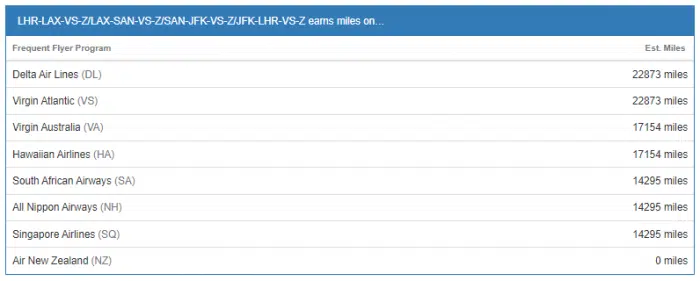 LHR-LAX-VS-Z/LAX-SAN-VS-Z/SAN-JFK-VS-Z/JFK-LHR-VS-Z earns miles on...
Frequent Flyer Program Est. Miles
Delta Air Lines (DL) 22873 miles
Virgin Atlantic (VS) 22873 miles
Virgin Australia (VA) 17154 miles
Hawaiian Airlines (HA) 17154 miles
South African Airways (SA) 14295 miles
All Nippon Airways (NH) 14295 miles
Singapore Airlines (SQ) 14295 miles
Air New Zealand (NZ) 0 miles